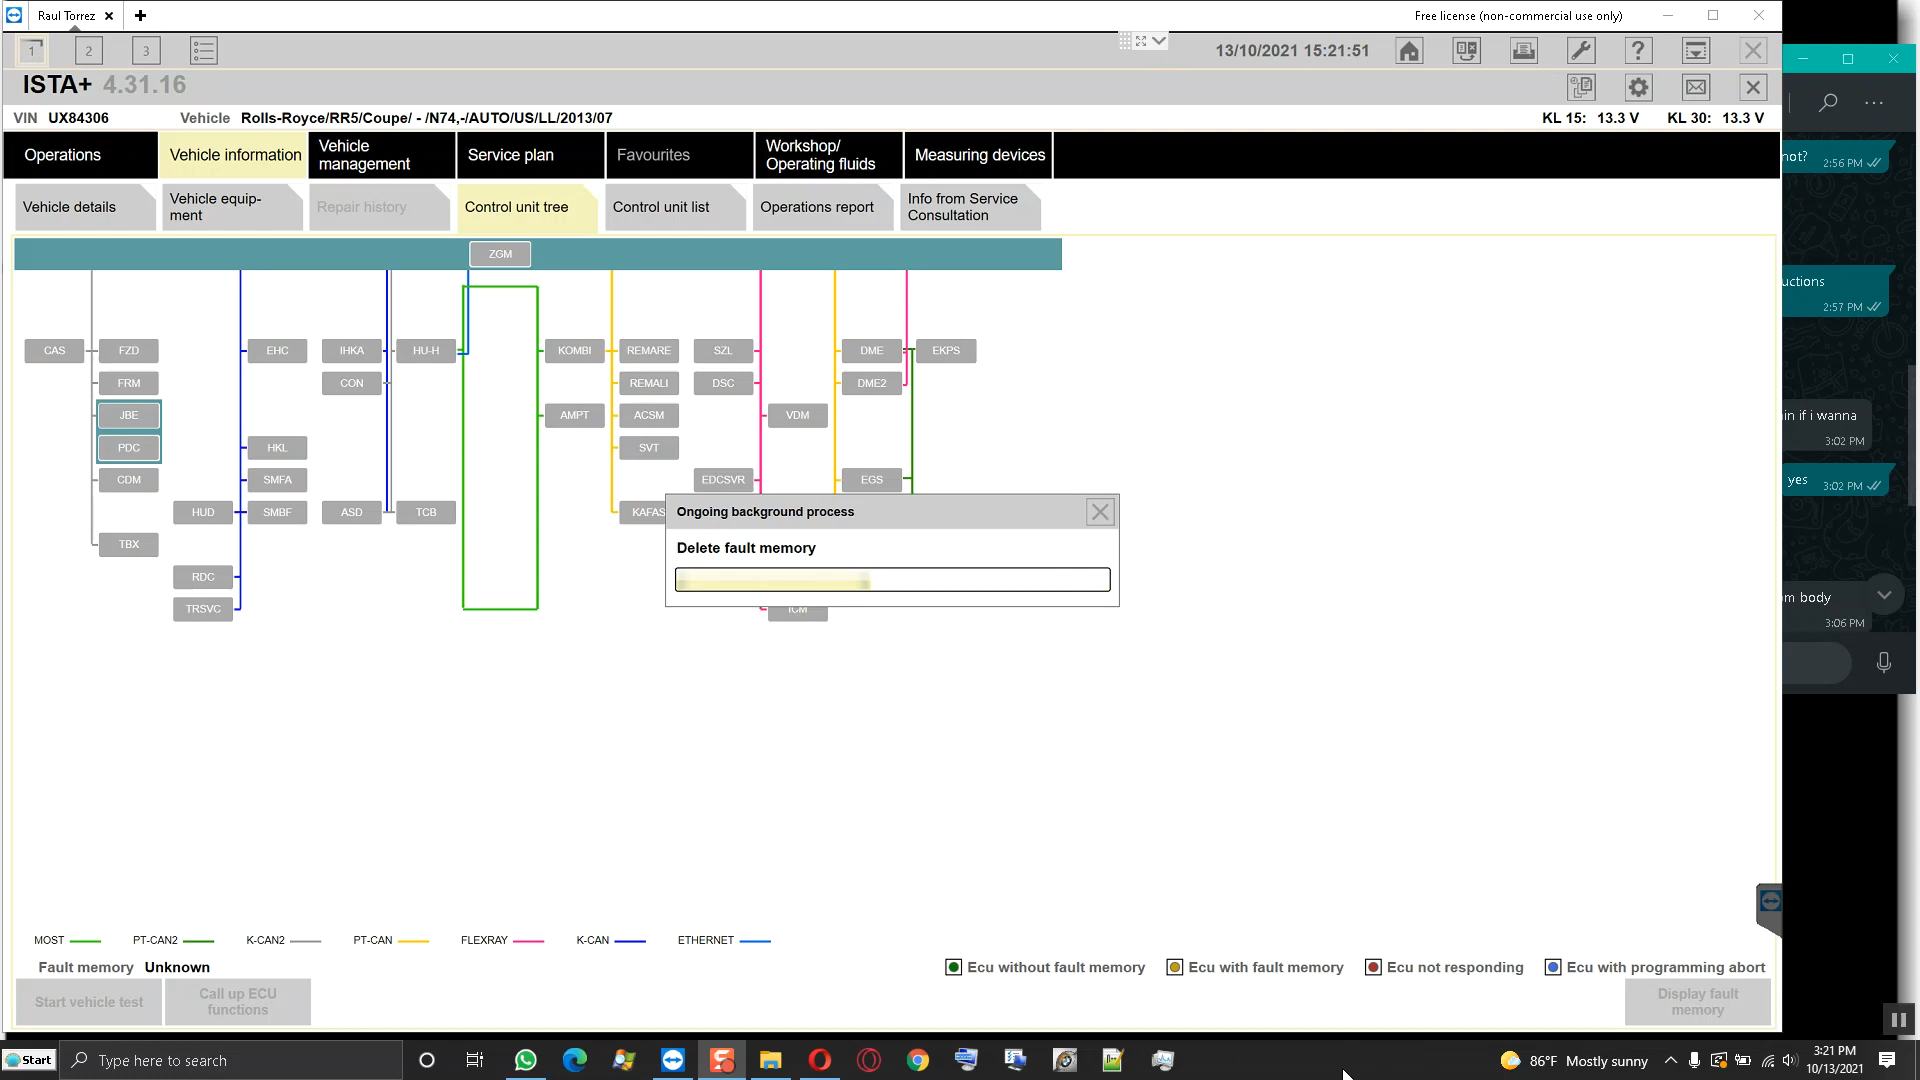 Raul Torrez
Free license (non-commercial use only)
1
2
3
13/10/2021 15:21:51
ISTA+ 4.31.16
VIN UX84306 Vehicle Rolls-Royce/RR5/Coupe/ - /N74,-/AUTO/US/LL/2013/07
KL 15: 13.3 V KL 30: 13.3 V
Operations
Vehicle information
Vehicle
management
Service plan
Favourites
Workshop/
Operating fluids
Measuring devices
Vehicle details
Vehicle equip-
ment
Repair history
Control unit tree
Control unit list
Operations report
Info from Service
Consultation
ZGM
CAS FZD EHC IHKA HU-H KOMBI REMARE SZL DME EKPS
FRM CON REMALI DSC DME2
JBE AMPT ACSM VDM
PDC HKL SVT
CDM SMFA EDCSVR EGS
HUD SMBF ASD TCB KAFAS
TBX
RDC
TRSVC ICM
Ongoing background process
Delete fault memory
MOST PT-CAN2 K-CAN2 PT-CAN FLEXRAY K-CAN ETHERNET
Fault memory Unknown
Ecu without fault memory Ecu with fault memory Ecu not responding Ecu with programming abort
Start vehicle test
Call up ECU
functions
Display fault
memory
not?
2:56 PM
uctions
2:57 PM
in if i wanna
3:02 PM
yes
3:02 PM
m body
3:06 PM
Start
Type here to search
86°F Mostly sunny
3:21 PM
10/13/2021